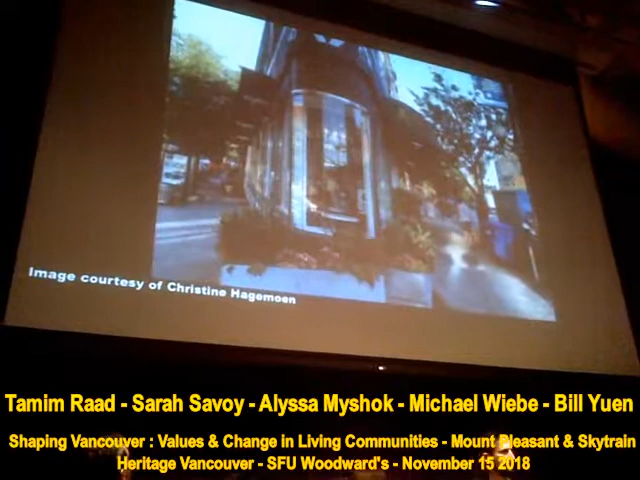 Image courtesy of Christine Hagemoen
Tamim Raad - Sarah Savoy - Alyssa Myshok - Michael Wiebe - Bill Yuen
Shaping Vancouver : Values & Change in Living Communities - Mount Pleasant & Skytrain
Heritage Vancouver - SFU Woodward's - November 15 2018